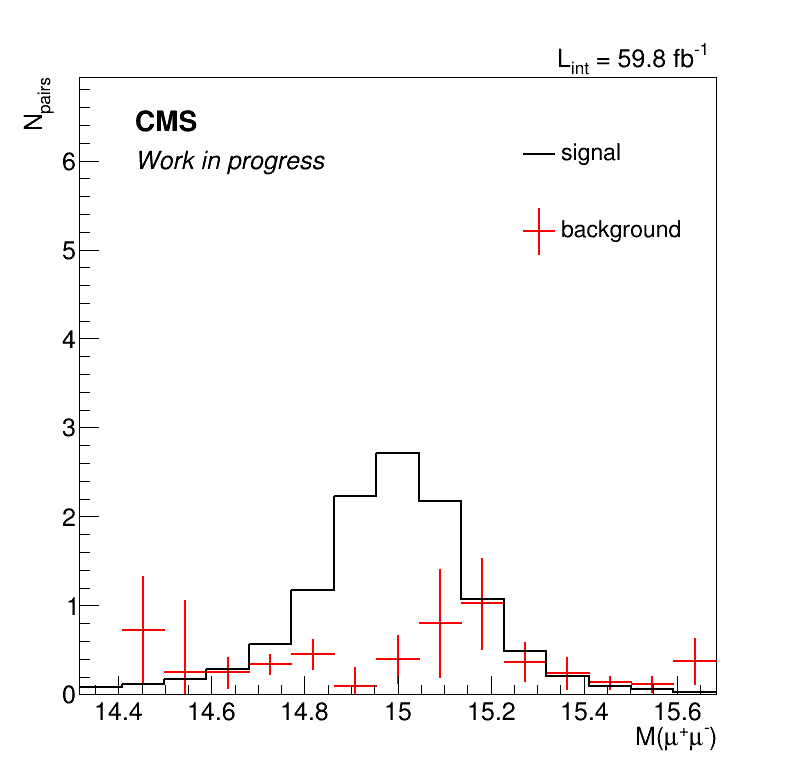 L_int = 59.8 fb^-1
N_pairs
CMS
Work in progress
signal
background
6
5
4
3
2
1
0
14.4 14.6 14.8 15 15.2 15.4 15.6
M(μ⁺μ⁻)